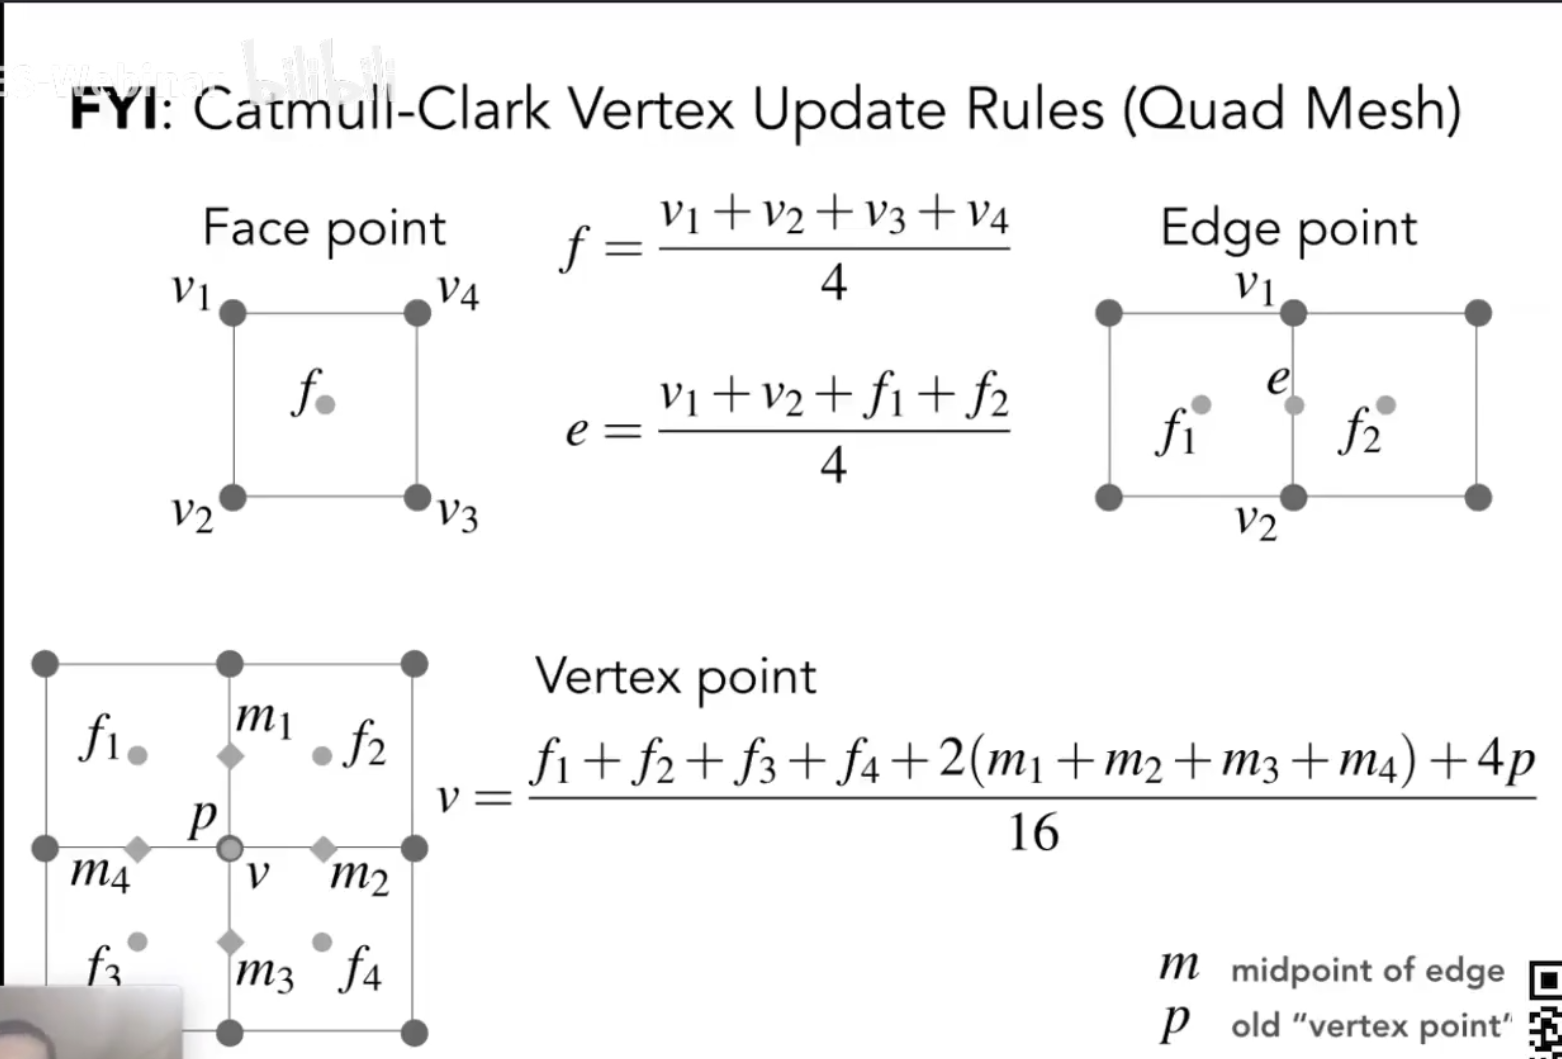 ES-Webinar bilibili
FYI: Catmull-Clark Vertex Update Rules (Quad Mesh)
Face point
v1 v4
f
v2 v3
f = (v1 + v2 + v3 + v4) / 4
e = (v1 + v2 + f1 + f2) / 4
Edge point
v1
e
f1 f2
v2
f1 m1 f2
p
m4 v m2
f3 m3 f4
Vertex point
v = (f1 + f2 + f3 + f4 + 2(m1 + m2 + m3 + m4) + 4p) / 16
m midpoint of edge
p old “vertex point”